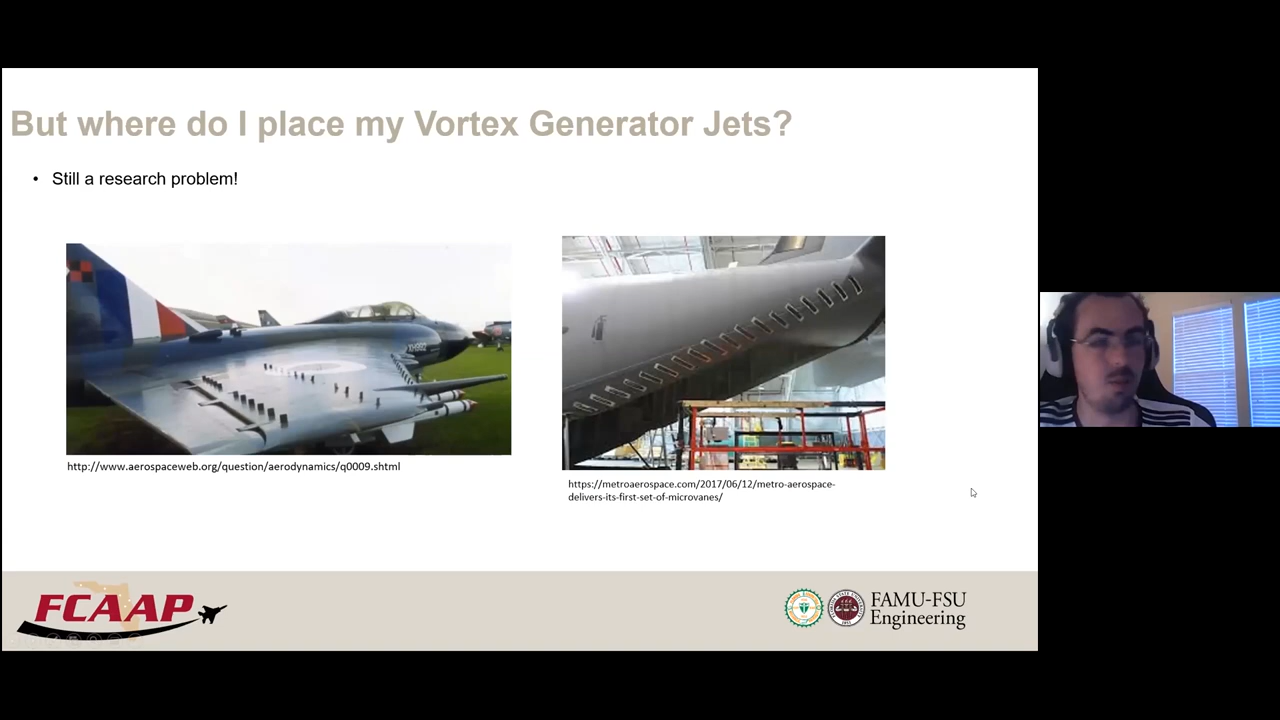 But where do I place my Vortex Generator Jets?
• Still a research problem!
XH992
http://www.aerospaceweb.org/question/aerodynamics/q0009.shtml
https://metroaerospace.com/2017/06/12/metro-aerospace-
delivers-its-first-set-of-microvanes/
FCAAP
FAMU-FSU
Engineering